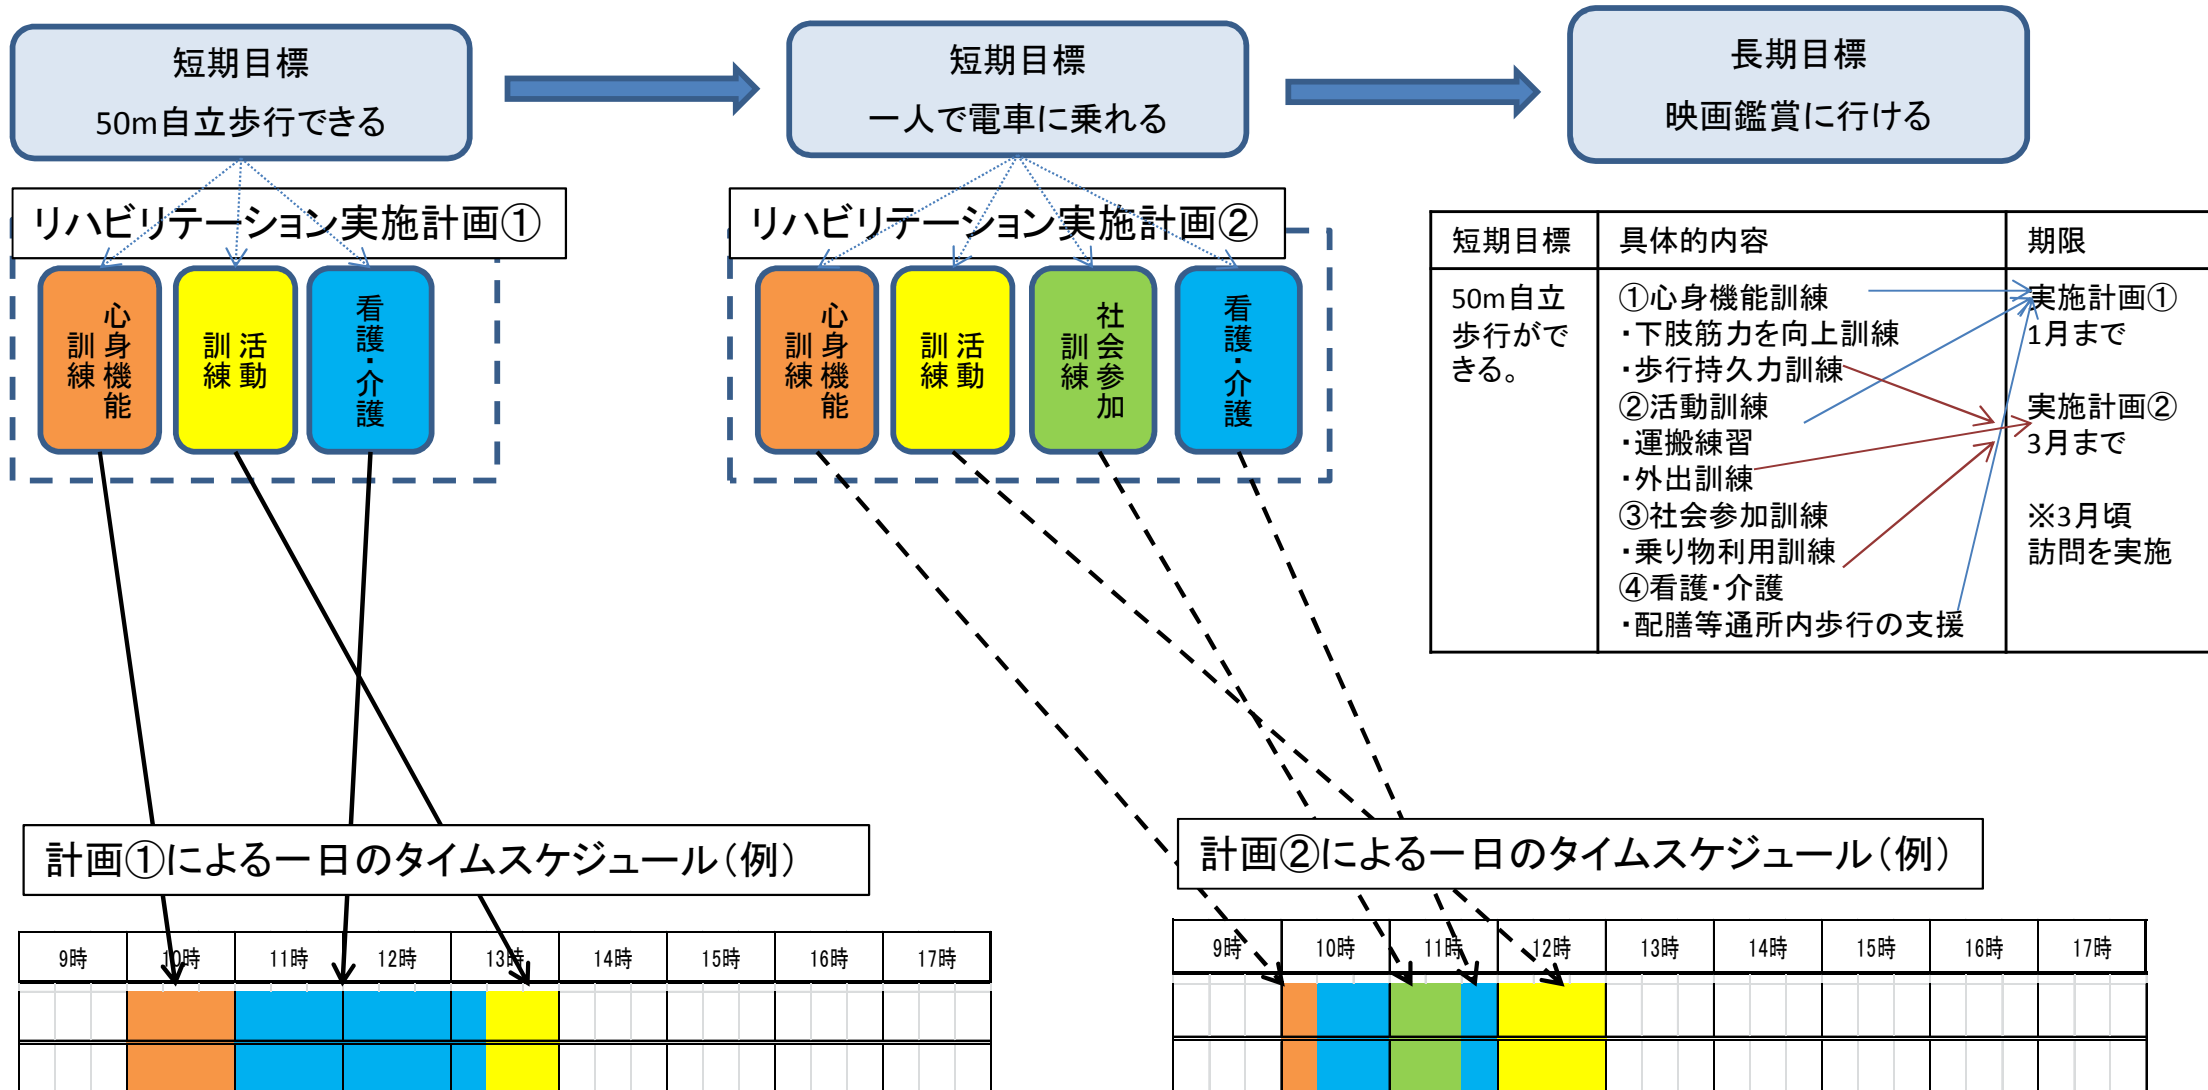 短期目標
50m自立歩行できる
短期目標
一人で電車に乗れる
長期目標
映画鑑賞に行ける
リハビリテーション実施計画①
心身機能
訓練
活動
訓練
看護・介護
リハビリテーション実施計画②
心身機能
訓練
活動
訓練
社会参加
訓練
看護・介護
短期目標 具体的内容 期限
50m自立
歩行がで
きる。
①心身機能訓練
・下肢筋力を向上訓練
・歩行持久力訓練
②活動訓練
・運搬練習
・外出訓練
③社会参加訓練
・乗り物利用訓練
④看護・介護
・配膳等通所内歩行の支援
実施計画①
1月まで
実施計画②
3月まで
※3月頃
訪問を実施
計画①による一日のタイムスケジュール（例）
9時 10時 11時 12時 13時 14時 15時 16時 17時
計画②による一日のタイムスケジュール（例）
9時 10時 11時 12時 13時 14時 15時 16時 17時